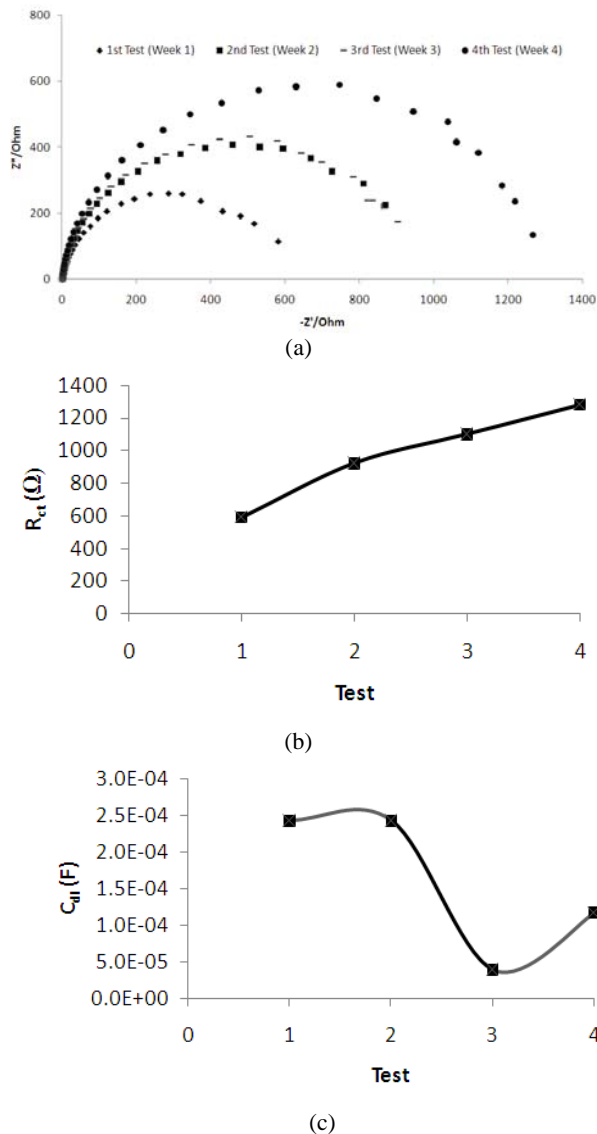 800
600
400
200
0
Z"/Ohm
1st Test (Week 1) 2nd Test (Week 2) 3rd Test (Week 3) 4th Test (Week 4)
0 200 400 600 800 1000 1200 1400
-Z'/Ohm
(a)
1400
1200
1000
800
600
400
200
0
Rct (Ω)
0 1 2 3 4
Test
(b)
3.0E-04
2.5E-04
2.0E-04
1.5E-04
1.0E-04
5.0E-05
0.0E+00
Cdl (F)
0 1 2 3 4
Test
(c)